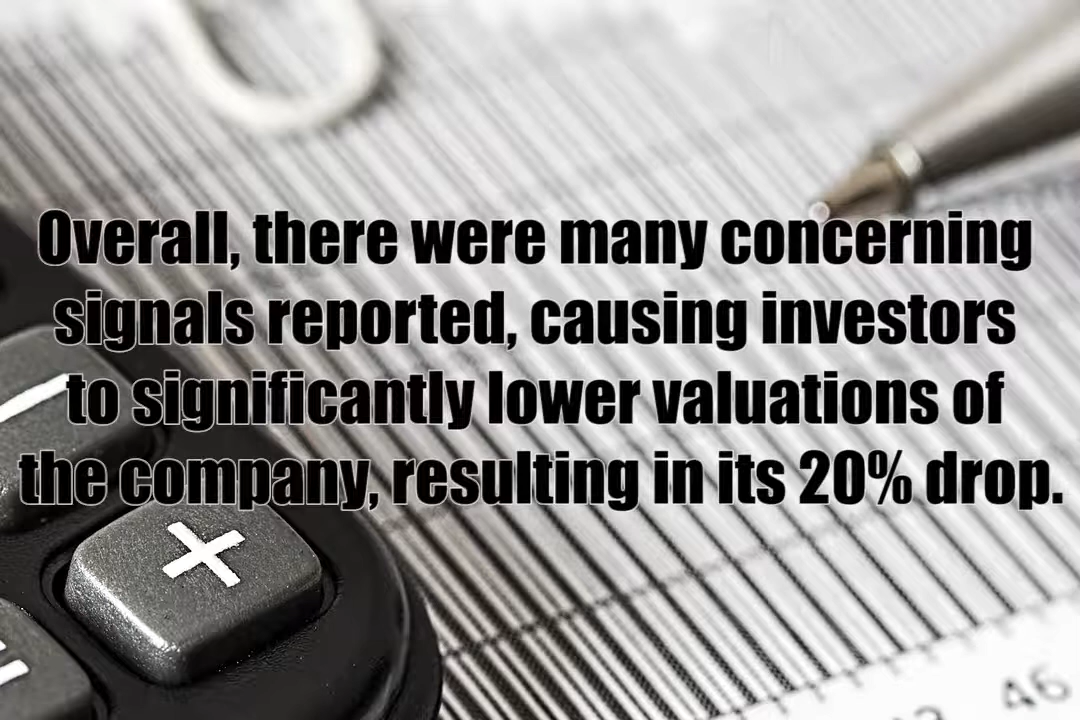 Overall, there were many concerning
signals reported, causing investors
to significantly lower valuations of
the company, resulting in its 20% drop.
+
46